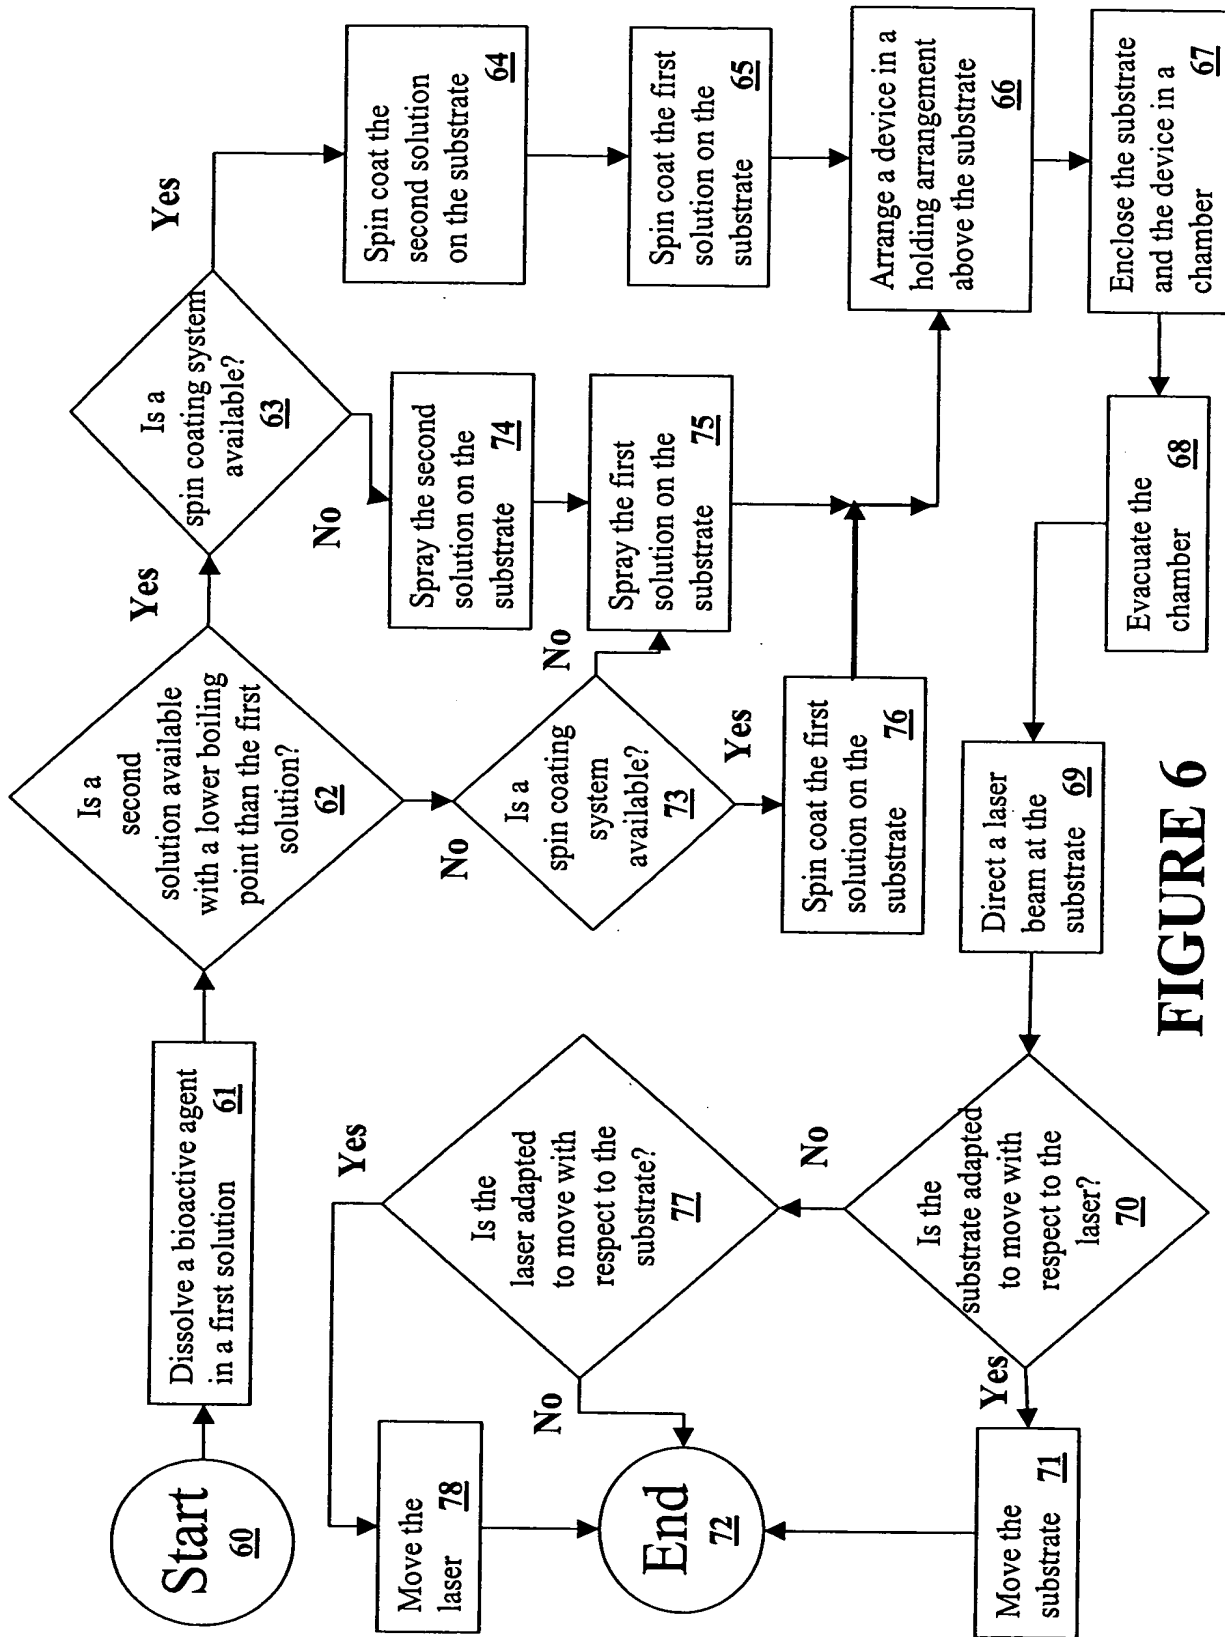 Start
60
Dissolve a bioactive agent
in a first solution 61
Is a
second
solution available
with a lower boiling
point than the first
solution?
62
Yes
No
Is a
spin coating system
available?
63
Yes
No
Spin coat the
second solution
on the substrate
64
Spin coat the first
solution on the
substrate 65
Arrange a device in a
holding arrangement
above the substrate
66
Enclose the substrate
and the device in a
chamber 67
Evacuate the
chamber 68
Direct a laser
beam at the
substrate 69
Is the
substrate adapted
to move with
respect to the
laser?
70
Yes
No
Move the
substrate 71
End
72
Is a
spin coating
system
available?
73
No
Yes
Spray the second
solution on the
substrate 74
Spray the first
solution on the
substrate 75
Spin coat the first
solution on the
substrate 76
Is the
laser adapted
to move with
respect to the
substrate?
77
Yes
No
Move the
laser 78
FIGURE 6